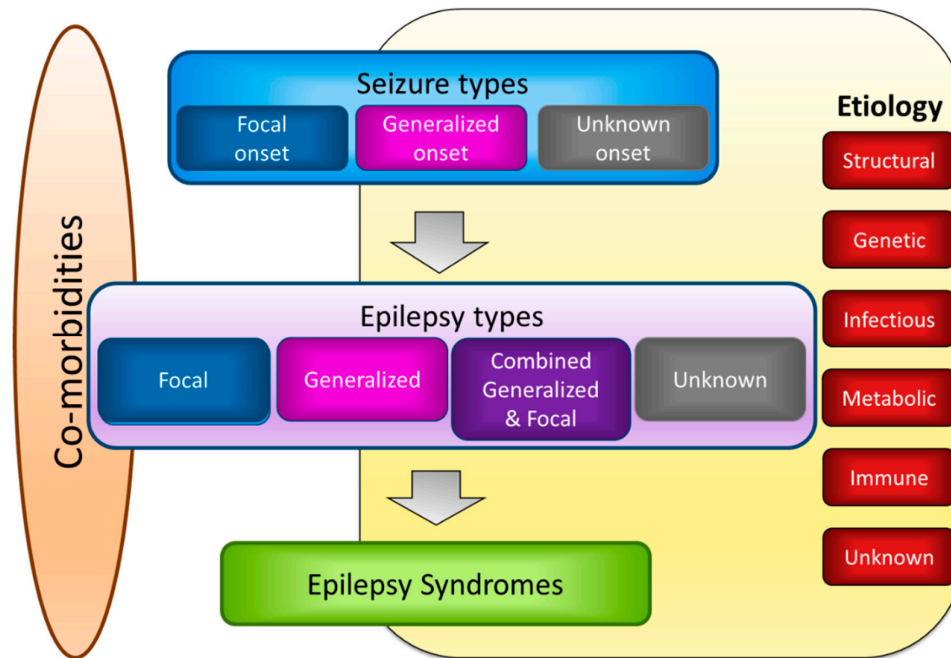 Co-morbidities
Seizure types
Focal
onset
Generalized
onset
Unknown
onset
Epilepsy types
Focal
Generalized
Combined
Generalized
& Focal
Unknown
Epilepsy Syndromes
Etiology
Structural
Genetic
Infectious
Metabolic
Immune
Unknown